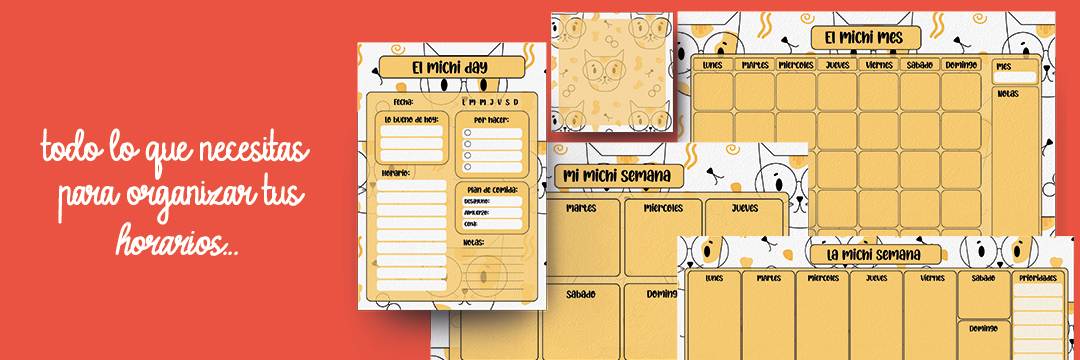 todo lo que necesitas
para organizar tus
horarios...
El michi day
Fecha: L M M J V S D
Lo bueno de hoy:
Por hacer:
Horario:
Plan de comida:
Desayuno:
Almuerzo:
Cena:
Notas:
Mi michi semana
Martes Miercoles Jueves
Sabado Doming
El michi mes
Lunes Martes Miercoles Jueves Viernes Sabado Domingo
Mes
Notas
La michi semana
Lunes Martes Miercoles Jueves Viernes Sabado Prioridades
Domingo